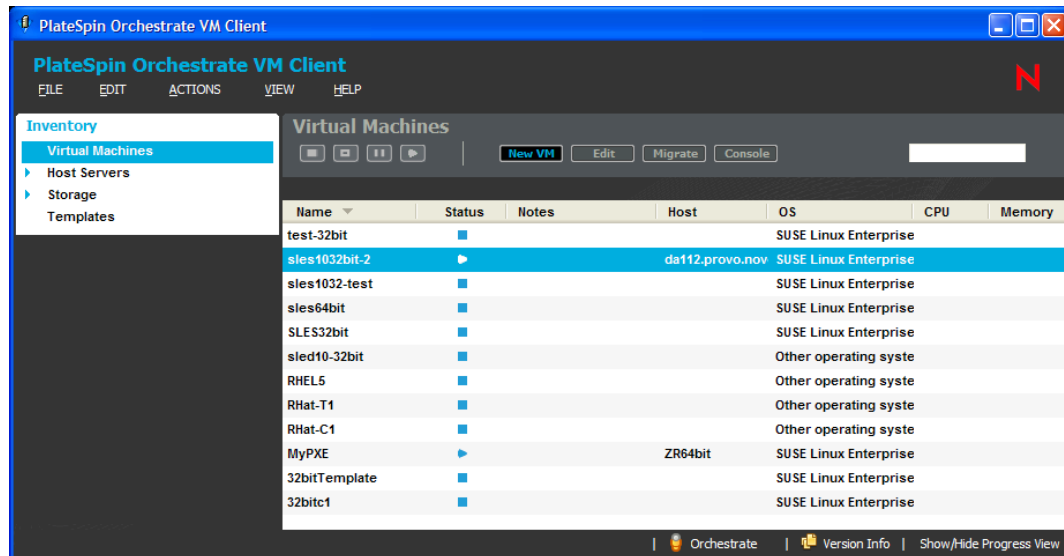 PlateSpin Orchestrate VM Client
PlateSpin Orchestrate VM Client
FILE EDIT ACTIONS VIEW HELP
N
Inventory
Virtual Machines
Host Servers
Storage
Templates
Virtual Machines
New VM Edit Migrate Console
Name Status Notes Host OS CPU Memory
test-32bit SUSE Linux Enterprise
sles1032bit-2 da112.provo.nov SUSE Linux Enterprise
sles1032-test SUSE Linux Enterprise
sles64bit SUSE Linux Enterprise
SLES32bit SUSE Linux Enterprise
sled10-32bit Other operating syste
RHEL5 Other operating syste
RHat-T1 Other operating syste
RHat-C1 Other operating syste
MyPXE ZR64bit SUSE Linux Enterprise
32bitTemplate SUSE Linux Enterprise
32bitc1 SUSE Linux Enterprise
| Orchestrate | Version Info | Show/Hide Progress View